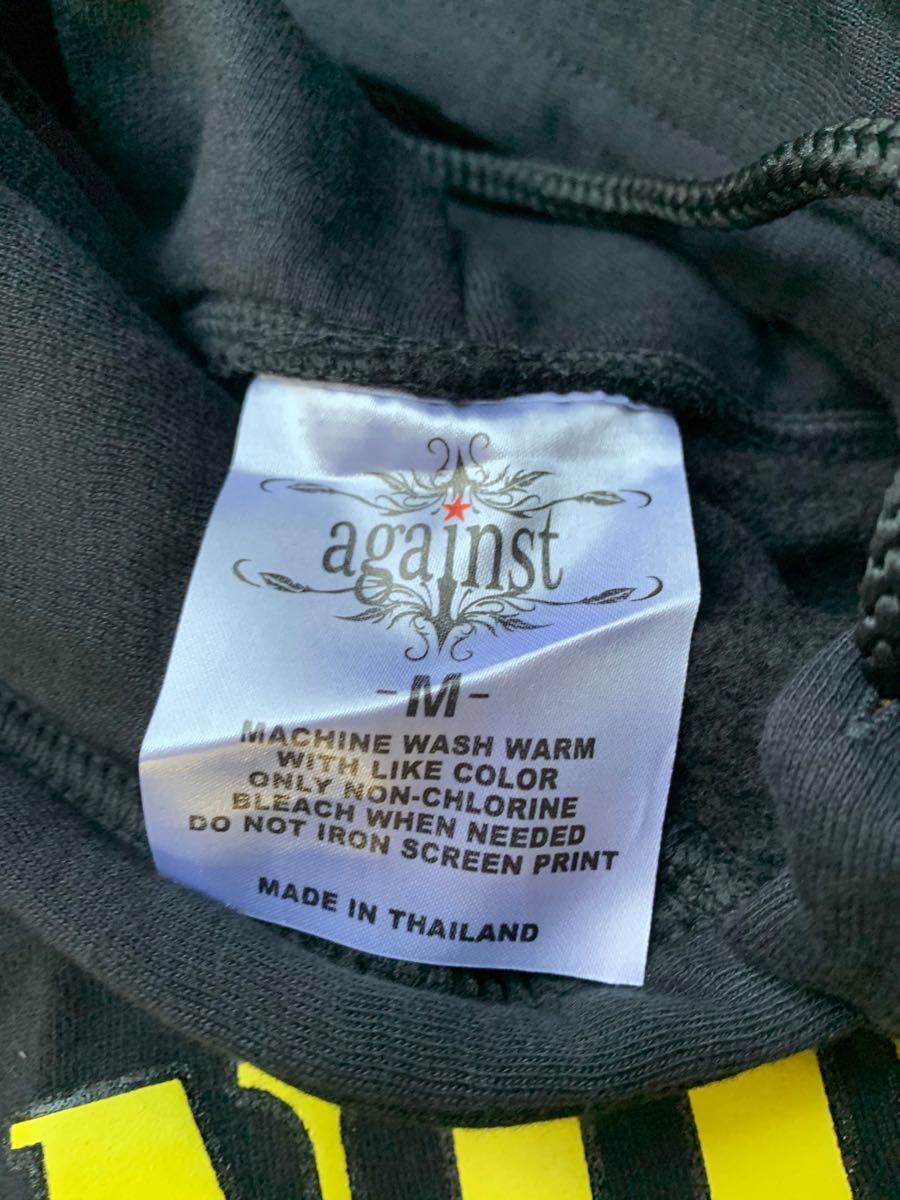 against
-M-
MACHINE WASH WARM
WITH LIKE COLOR
ONLY NON-CHLORINE
BLEACH WHEN NEEDED
DO NOT IRON SCREEN PRINT
MADE IN THAILAND